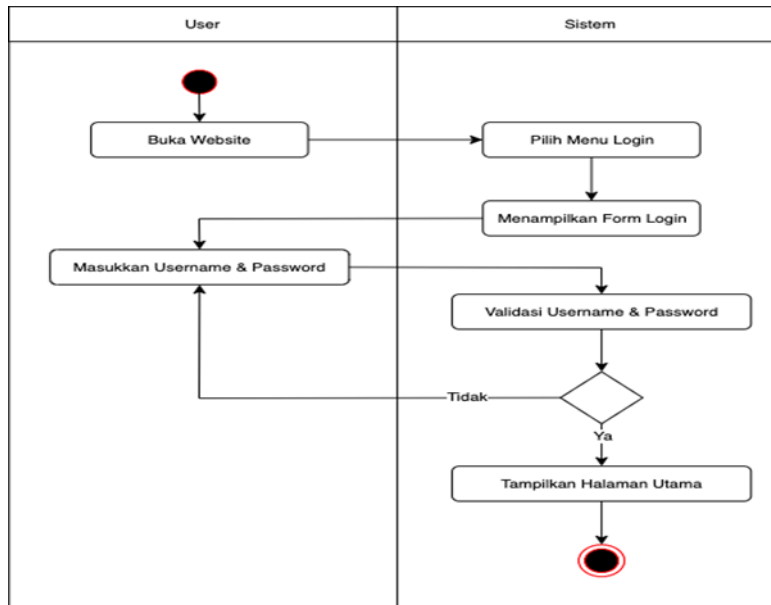 User
Sistem
Buka Website
Pilih Menu Login
Menampilkan Form Login
Masukkan Username & Password
Validasi Username & Password
Tidak
Ya
Tampilkan Halaman Utama